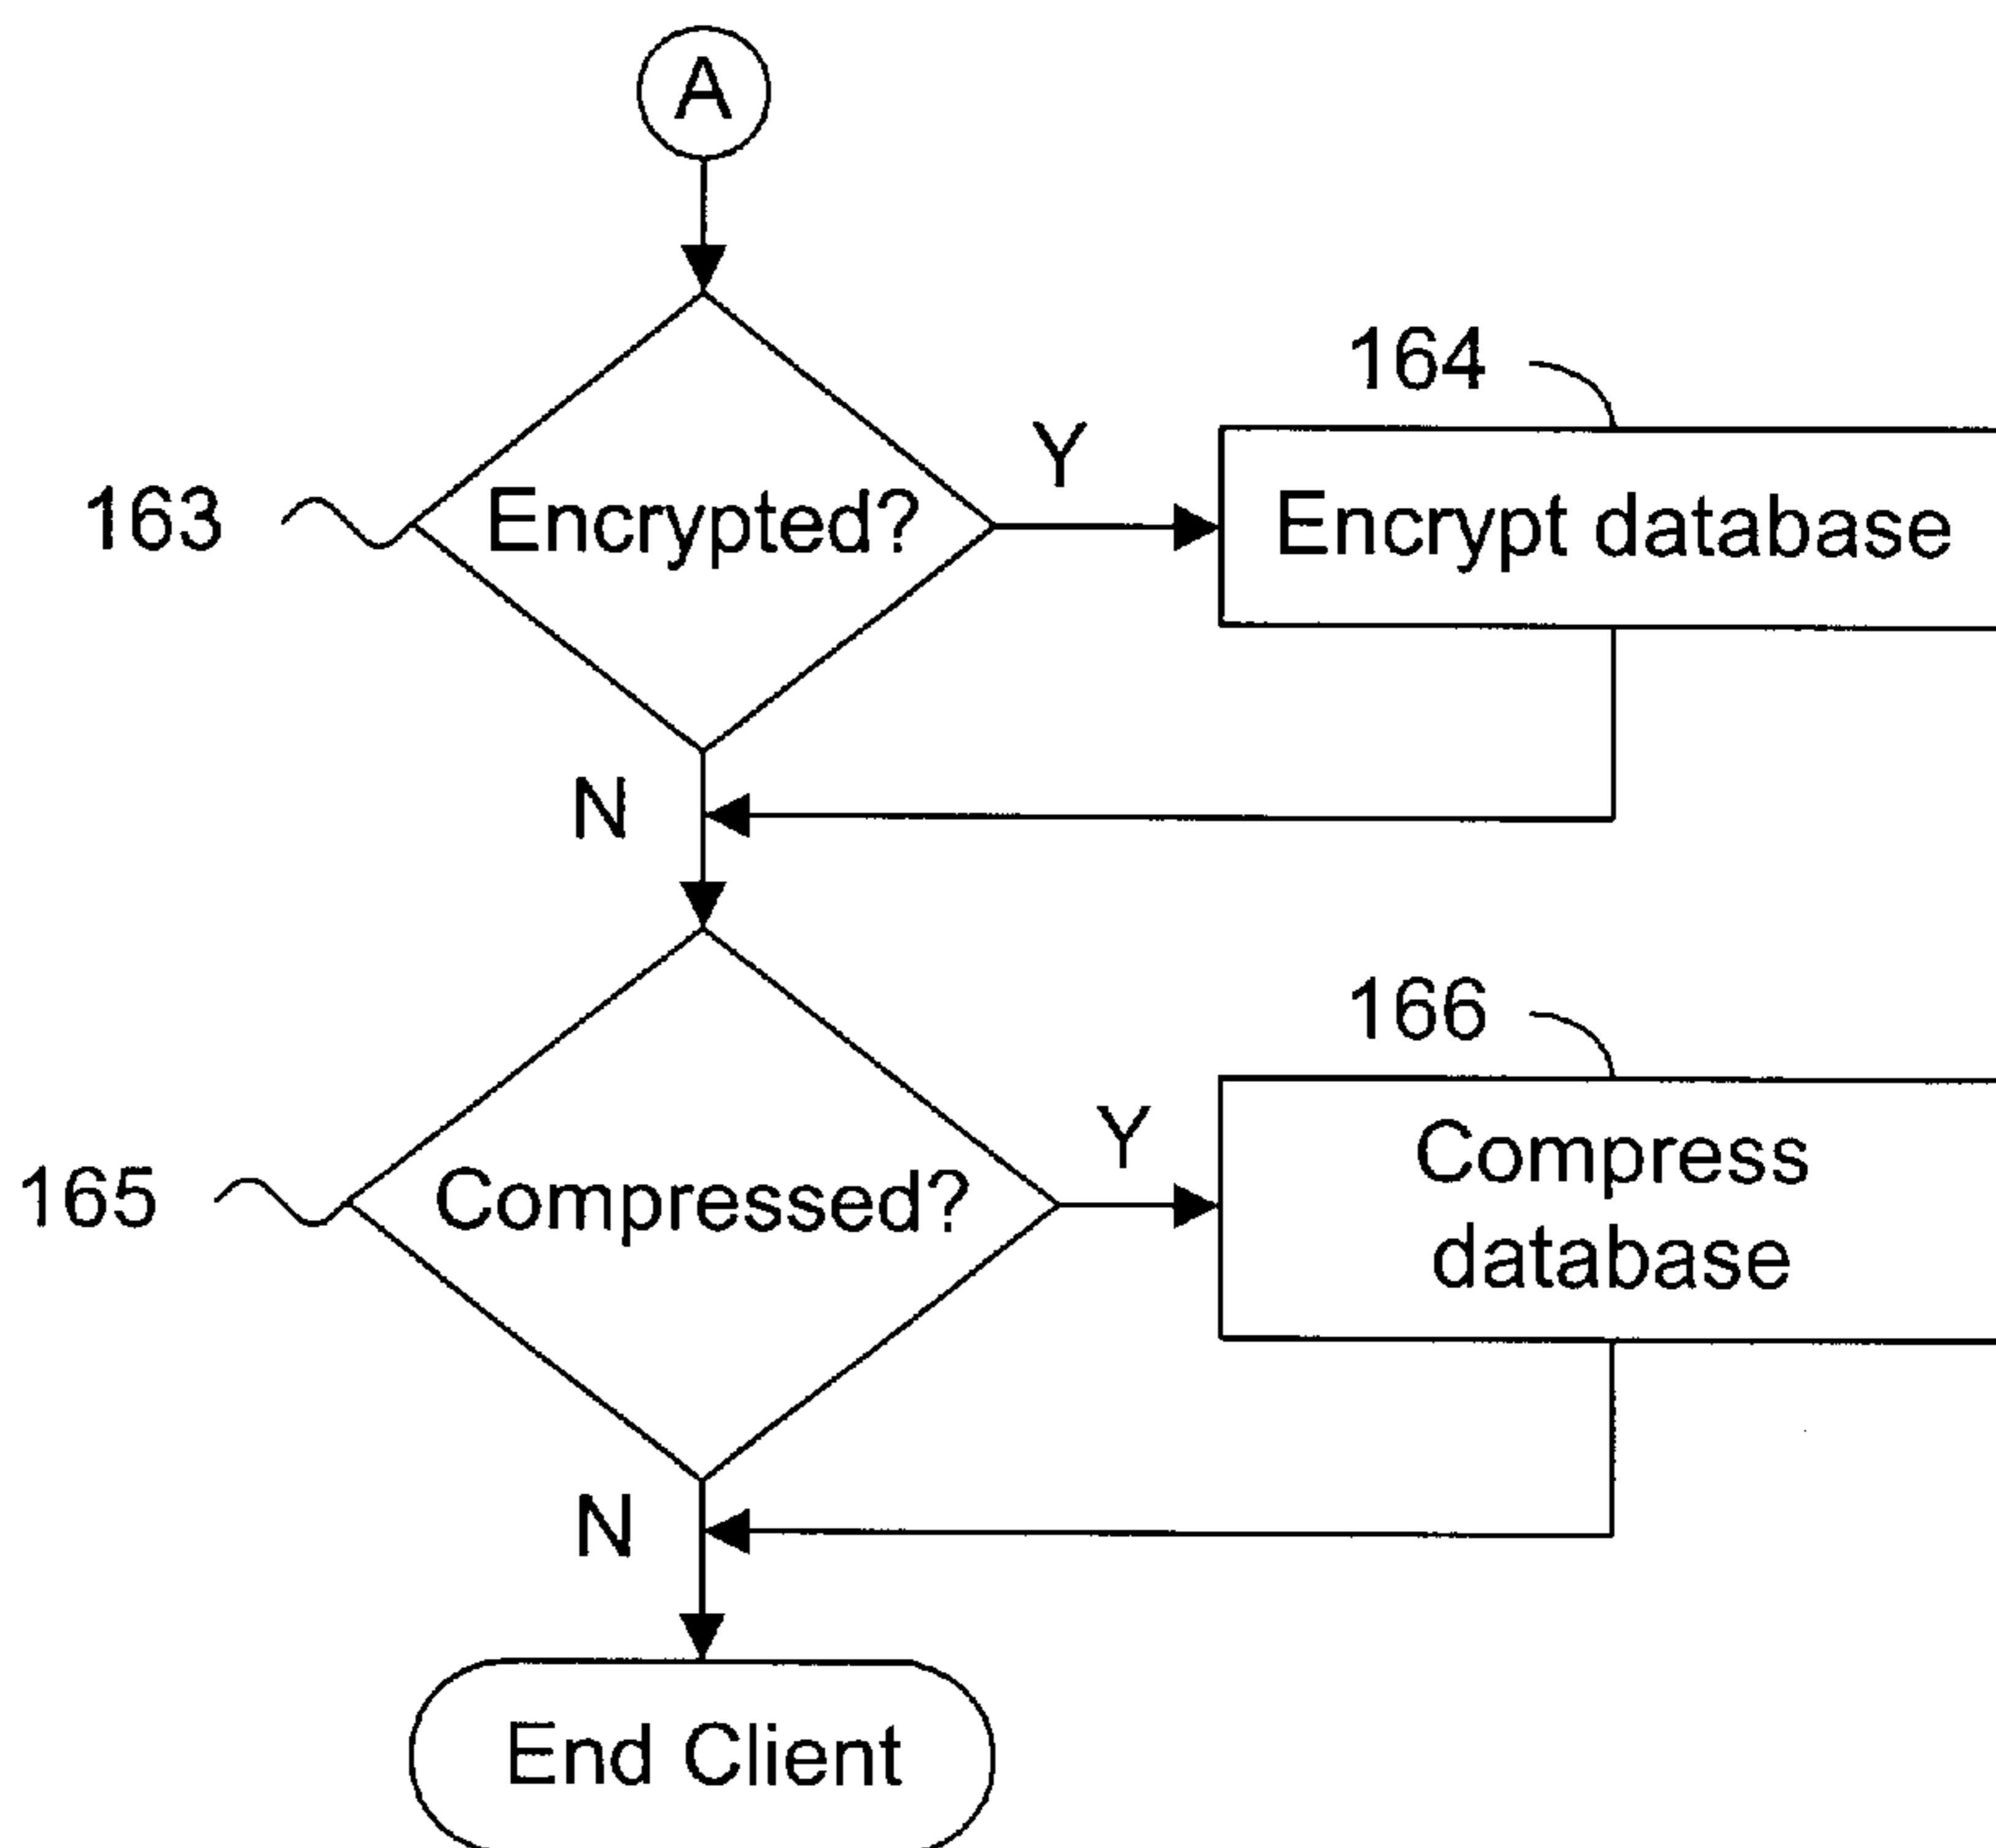 A
164
Y
163
Encrypted?
Encrypt database
N
166
Y
Compress
database
165
Compressed?
N
End Client